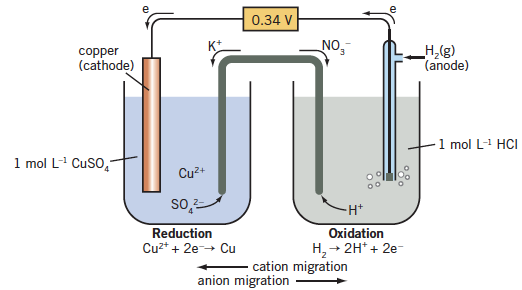 e
0.34 V
e
copper
(cathode)
K⁺
NO₃⁻
H₂(g)
(anode)
1 mol L⁻¹ CuSO₄
1 mol L⁻¹ HCl
Cu²⁺
SO₄²⁻
H⁺
Reduction
Cu²⁺ + 2e⁻ → Cu
Oxidation
H₂ → 2H⁺ + 2e⁻
cation migration
anion migration